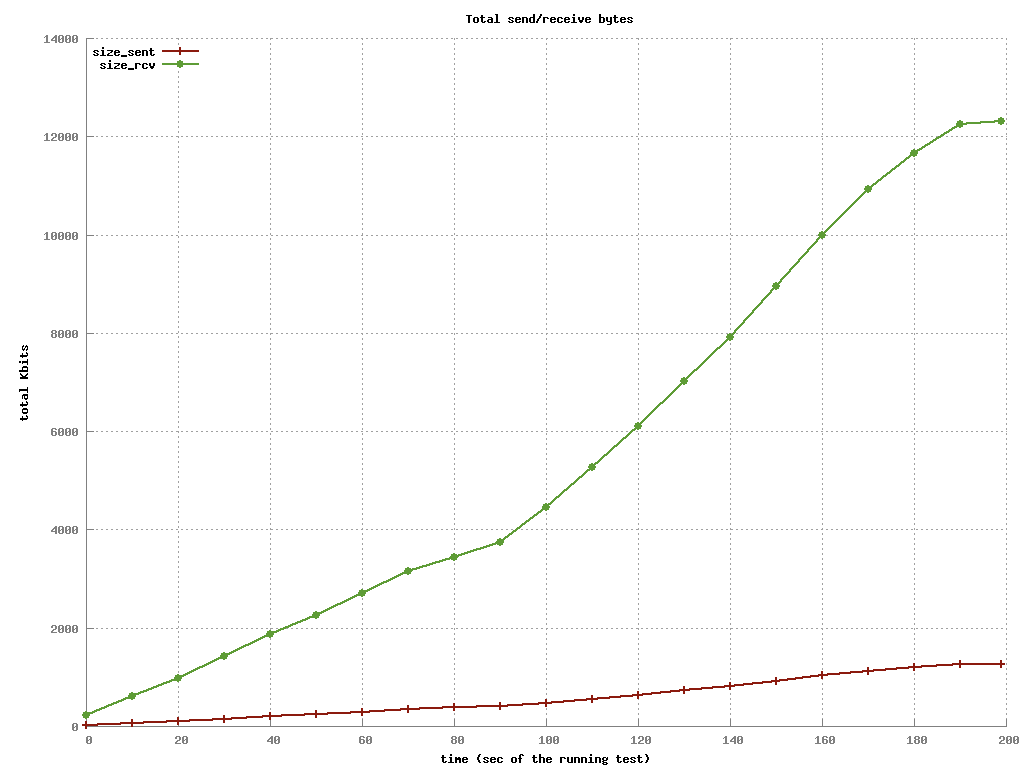 Total send/receive bytes
size_sent
size_rcv
14000
12000
10000
8000
6000
4000
2000
0
total Kbits
0 20 40 60 80 100 120 140 160 180 200
time (sec of the running test)